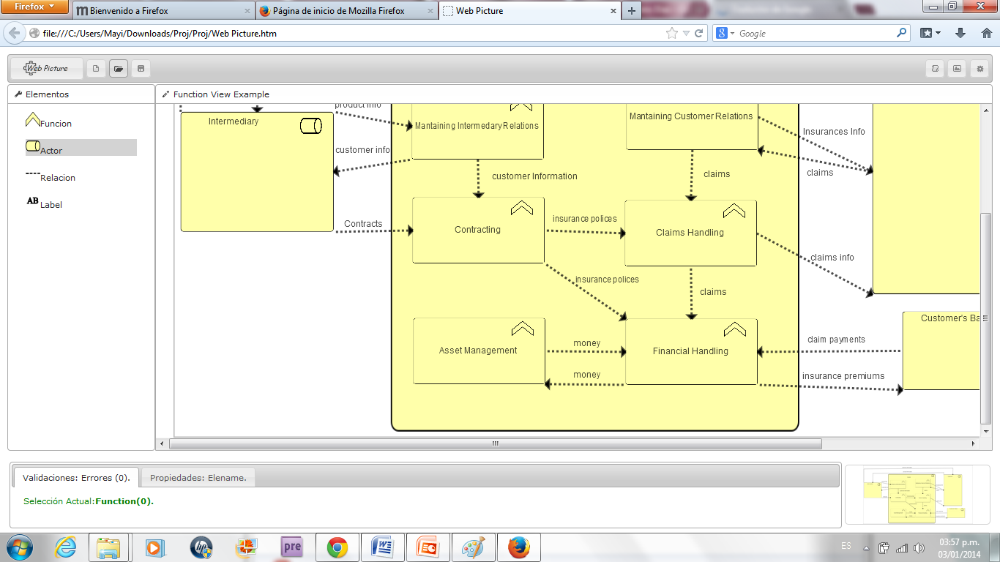 Firefox
Bienvenido a Firefox
Página de inicio de Mozilla Firefox
Web Picture
file:///C:/Users/Mayi/Downloads/Proj/Proj/Web Picture.htm
Google
Web Picture
Elementos
Function View Example
Funcion
Actor
Relacion
AB Label
Intermediary
product info
Mantaining Intermedary Relations
Mantaining Customer Relations
Insurances Info
customer info
customer Information
claims
claims
Contracts
Contracting
insurance polices
Claims Handling
claims info
insurance polices
claims
Customer's Ba
Asset Management
money
Financial Handling
claim payments
money
insurance premiums
Validaciones: Errores (0).
Propiedades: Elename.
Selección Actual:Function(0).
hp
pre
ES
03:57 p.m.
03/01/2014